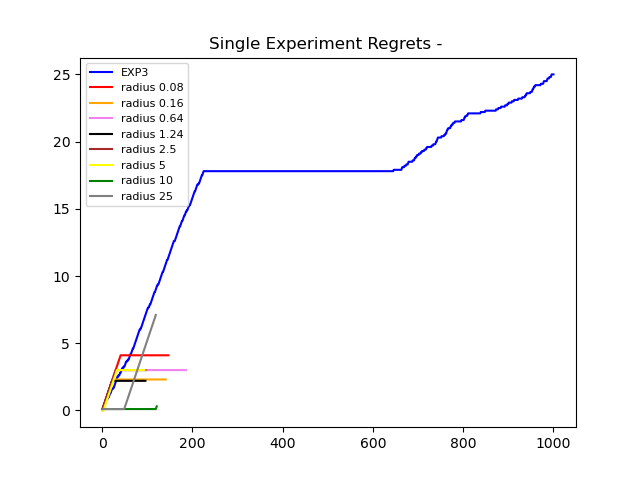 Single Experiment Regrets -
25
20
15
10
5
0
EXP3
radius 0.08
radius 0.16
radius 0.64
radius 1.24
radius 2.5
radius 5
radius 10
radius 25
0 200 400 600 800 1000